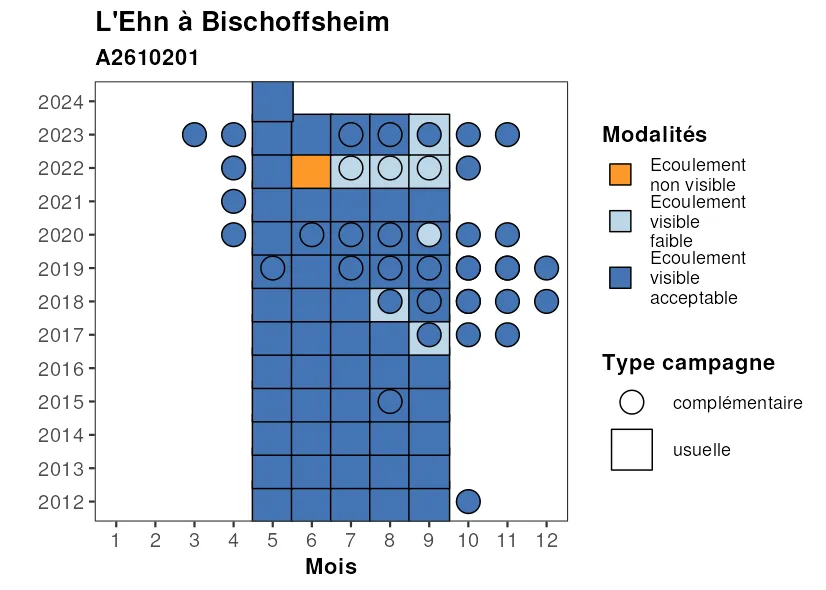 L'Ehn à Bischoffsheim
A2610201
2024
2023
2022
2021
2020
2019
2018
2017
2016
2015
2014
2013
2012
1 2 3 4 5 6 7 8 9 10 11 12
Mois
Modalités
Ecoulement
non visible
Ecoulement
visible
faible
Ecoulement
visible
acceptable
Type campagne
complémentaire
usuelle